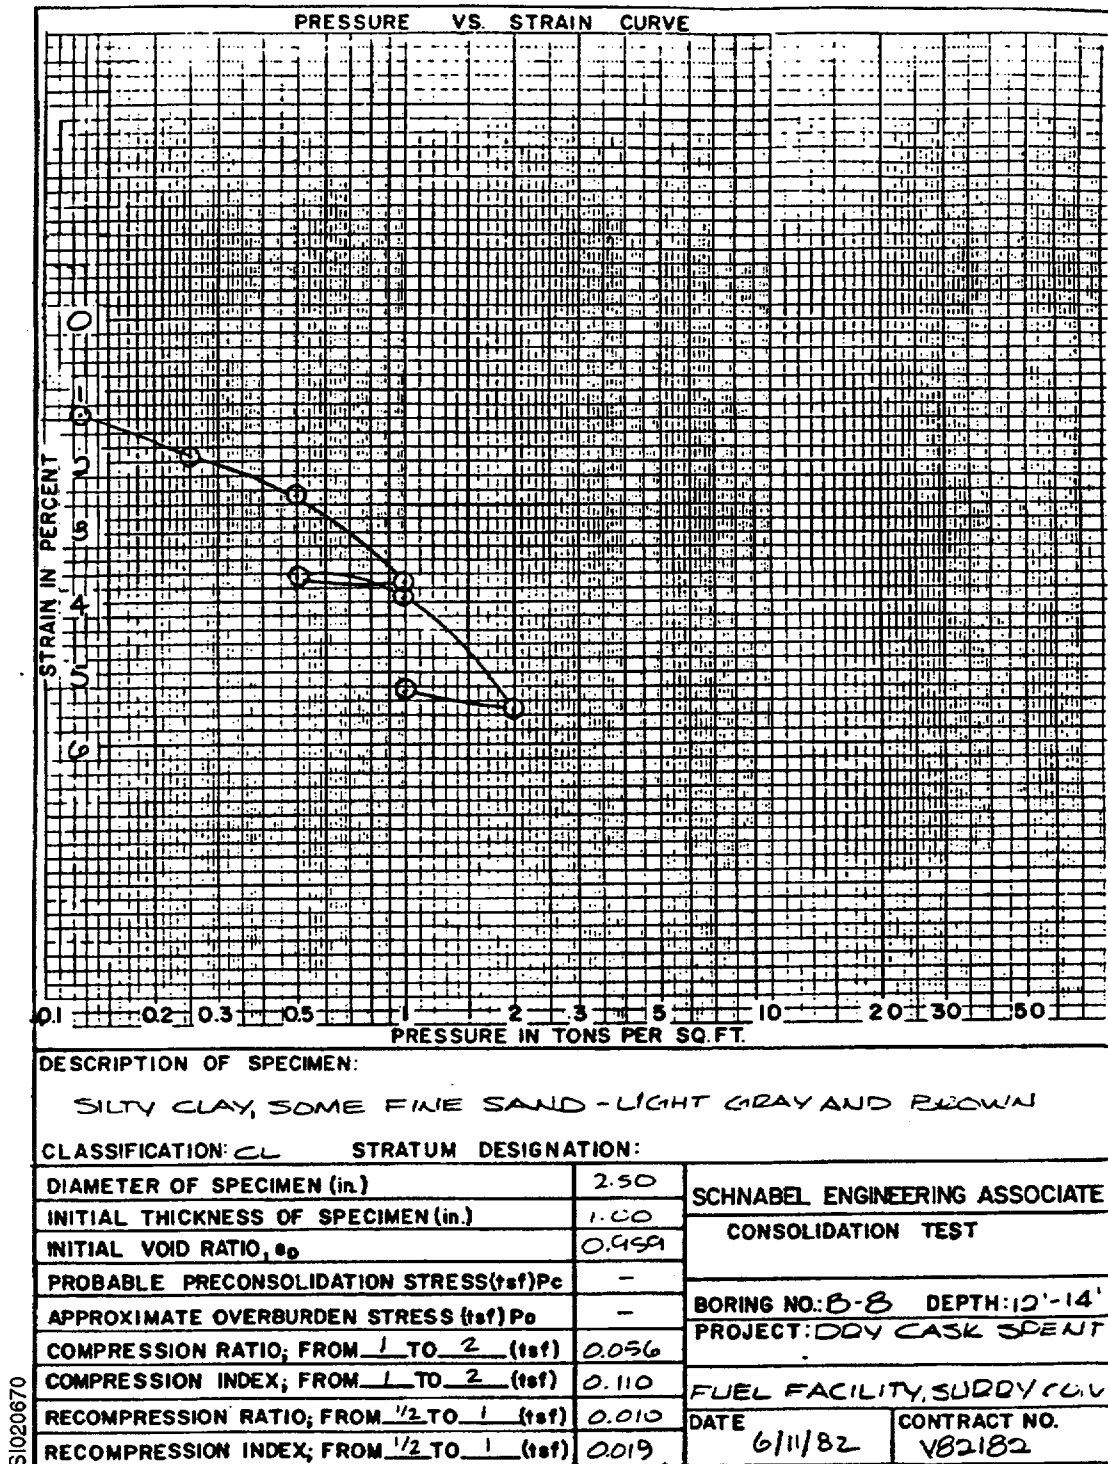 PRESSURE VS. STRAIN CURVE
STRAIN IN PERCENT
0
1
2
3
4
5
6
0.1 0.2 0.3 0.5 1 2 3 5 10 20 30 50
PRESSURE IN TONS PER SQ.FT.
DESCRIPTION OF SPECIMEN:
SILTY CLAY, SOME FINE SAND - LIGHT GRAY AND BROWN
CLASSIFICATION: CL STRATUM DESIGNATION:
DIAMETER OF SPECIMEN (in.) 2.50
INITIAL THICKNESS OF SPECIMEN (in.) 1.00
INITIAL VOID RATIO, e₀ 0.959
PROBABLE PRECONSOLIDATION STRESS (tsf) Pc -
APPROXIMATE OVERBURDEN STRESS (tsf) Po -
COMPRESSION RATIO; FROM 1 TO 2 (tsf) 0.056
COMPRESSION INDEX; FROM 1 TO 2 (tsf) 0.110
RECOMPRESSION RATIO; FROM 1/2 TO 1 (tsf) 0.010
RECOMPRESSION INDEX; FROM 1/2 TO 1 (tsf) 0.019
SCHNABEL ENGINEERING ASSOCIATE
CONSOLIDATION TEST
BORING NO.: B-8 DEPTH: 12'-14'
PROJECT: DRY CASK SPENT
FUEL FACILITY, SURRY
DATE 6/11/82
CONTRACT NO. V82182
SI020670